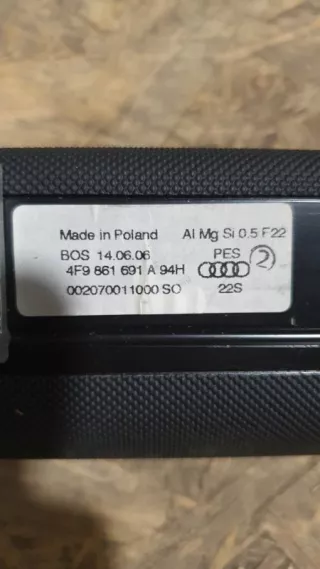 Made in Poland Al Mg Si 0.5 F22
BOS 14.06.06 PES 2
4F9 861 691 A 94H
002070011000 SO 22S